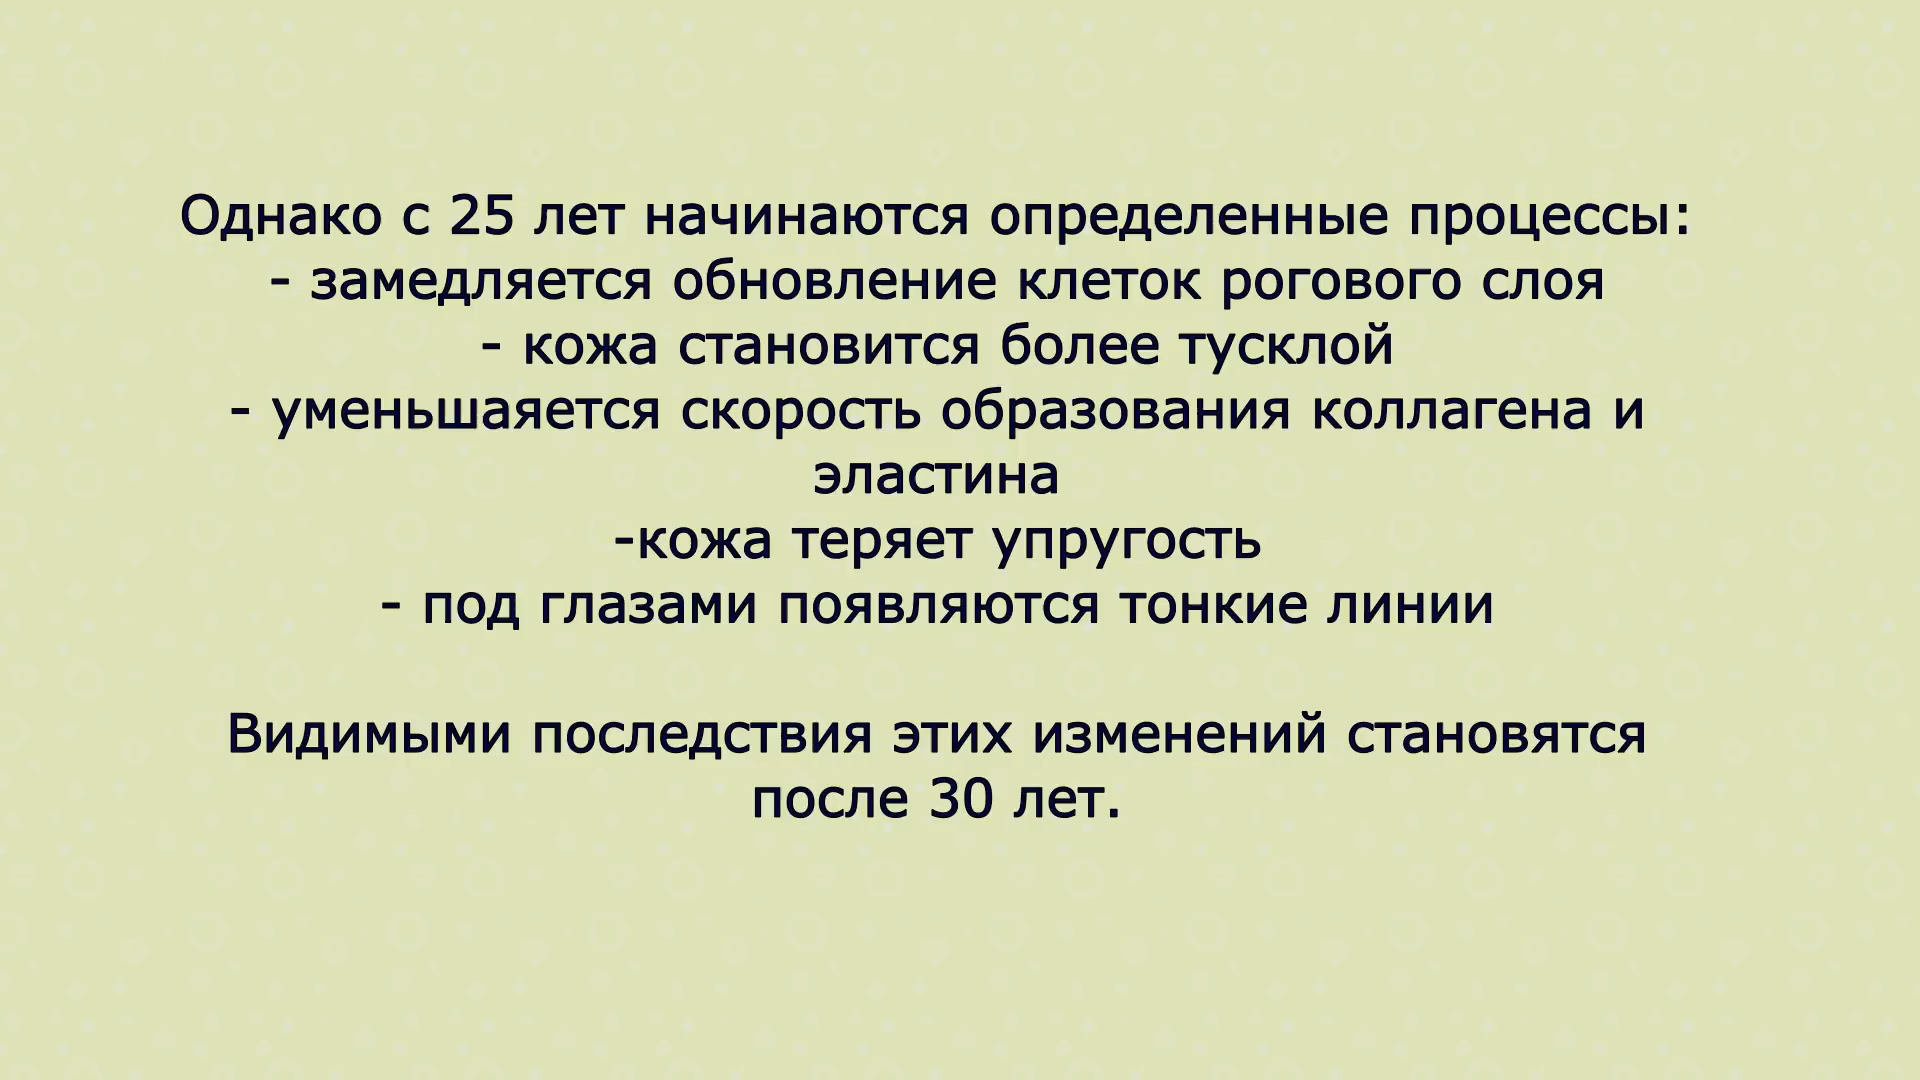 Однако с 25 лет начинаются определенные процессы:
- замедляется обновление клеток рогового слоя
- кожа становится более тусклой
- уменьшаяется скорость образования коллагена и
эластина
-кожа теряет упругость
- под глазами появляются тонкие линии
Видимыми последствия этих изменений становятся
после 30 лет.